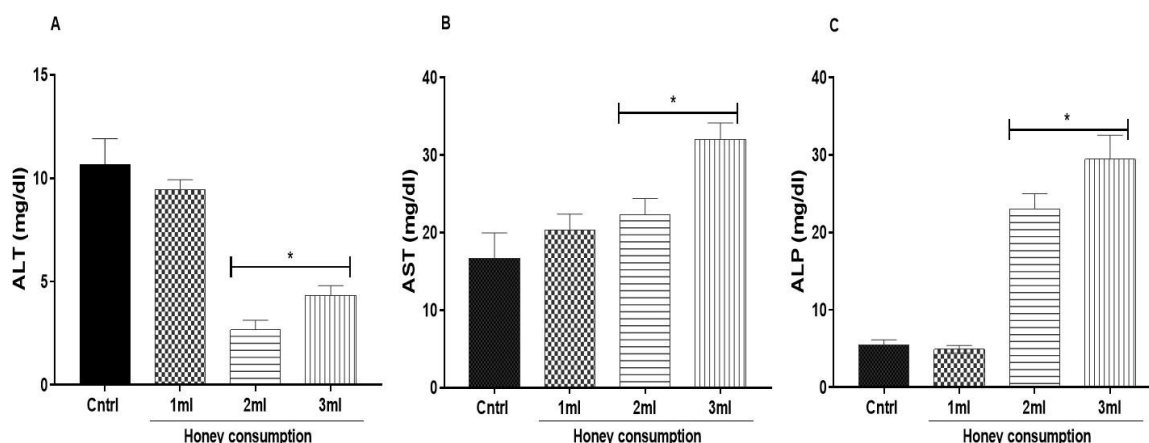 A
ALT (mg/dl)
15
10
5
0
*
Cntrl 1ml 2ml 3ml
Honey consumption
B
AST (mg/dl)
40
30
20
10
0
*
Cntrl 1ml 2ml 3ml
Honey consumption
C
ALP (mg/dl)
40
30
20
10
0
*
Cntrl 1ml 2ml 3ml
Honey consumption